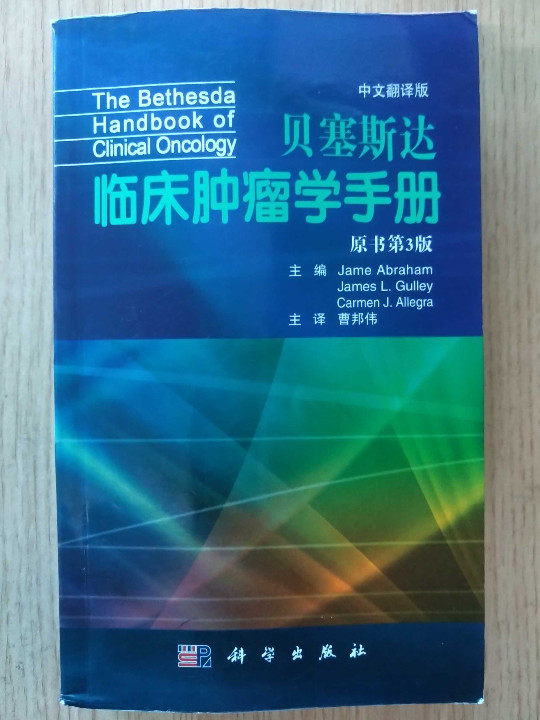 The Bethesda
Handbook of
Clinical Oncology
中文翻译版
贝塞斯达
临床肿瘤学手册
原书第3版
主 编 Jame Abraham
James L. Gulley
Carmen J. Allegra
主 译 曹邦伟
科学出版社